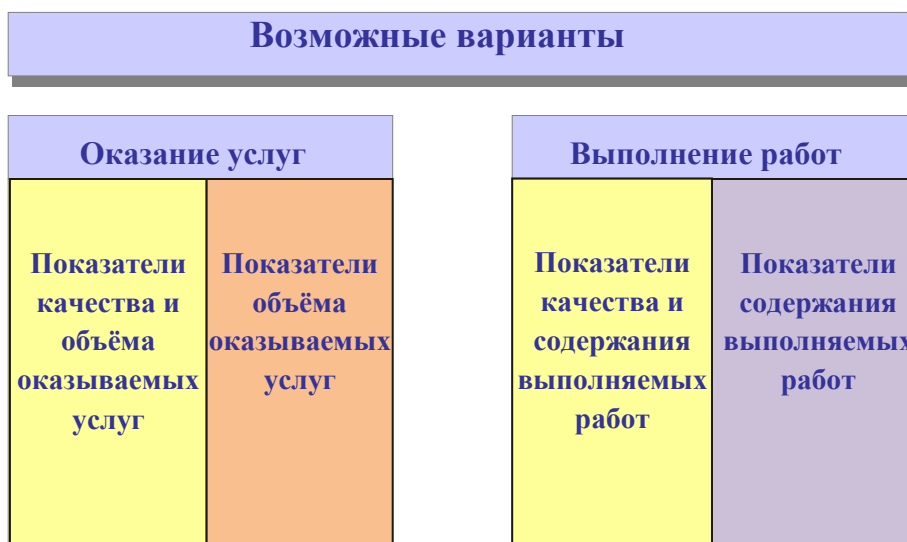 Возможные варианты
Оказание услуг
Показатели
качества и
объёма
оказываемых
услуг
Показатели
объёма
оказываемых
услуг
Выполнение работ
Показатели
качества и
содержания
выполняемых
работ
Показатели
содержания
выполняемых
работ